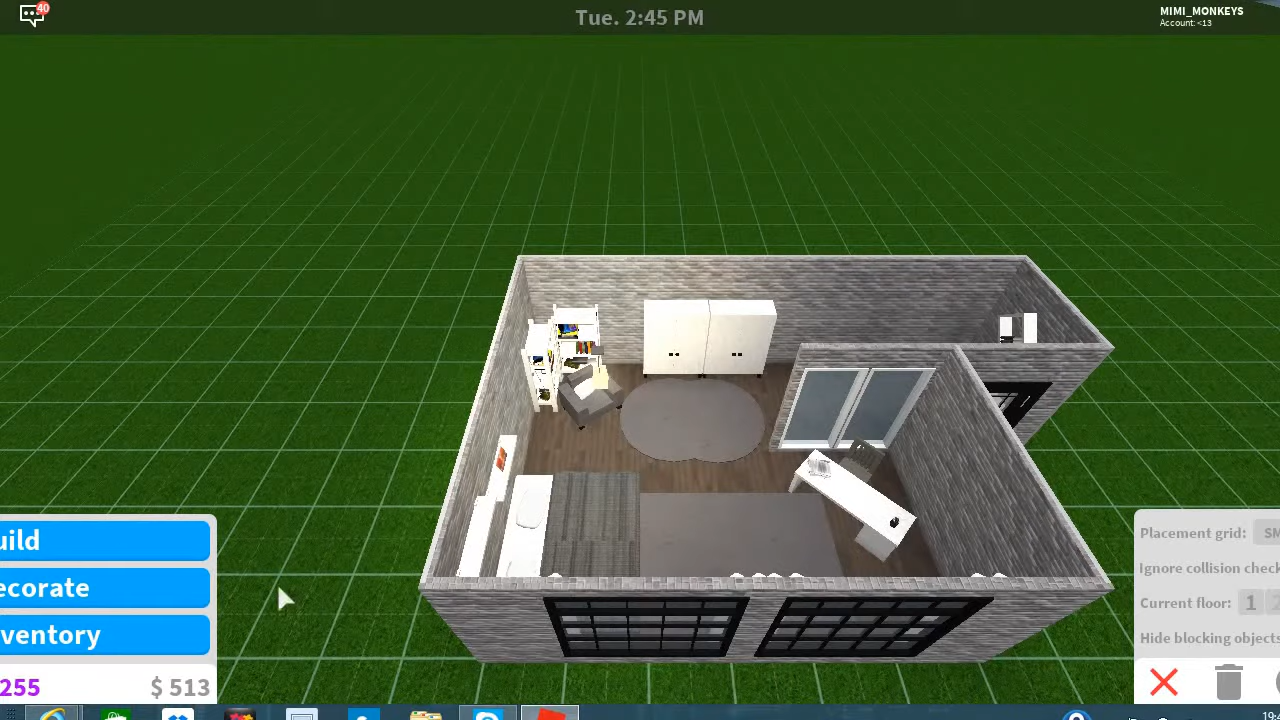 40
Tue. 2:45 PM
MIMI_MONKEYS
Account: <13
uild
ecorate
ventory
255
$ 513
Placement grid: SM
Ignore collision check
Current floor: 1
Hide blocking objects